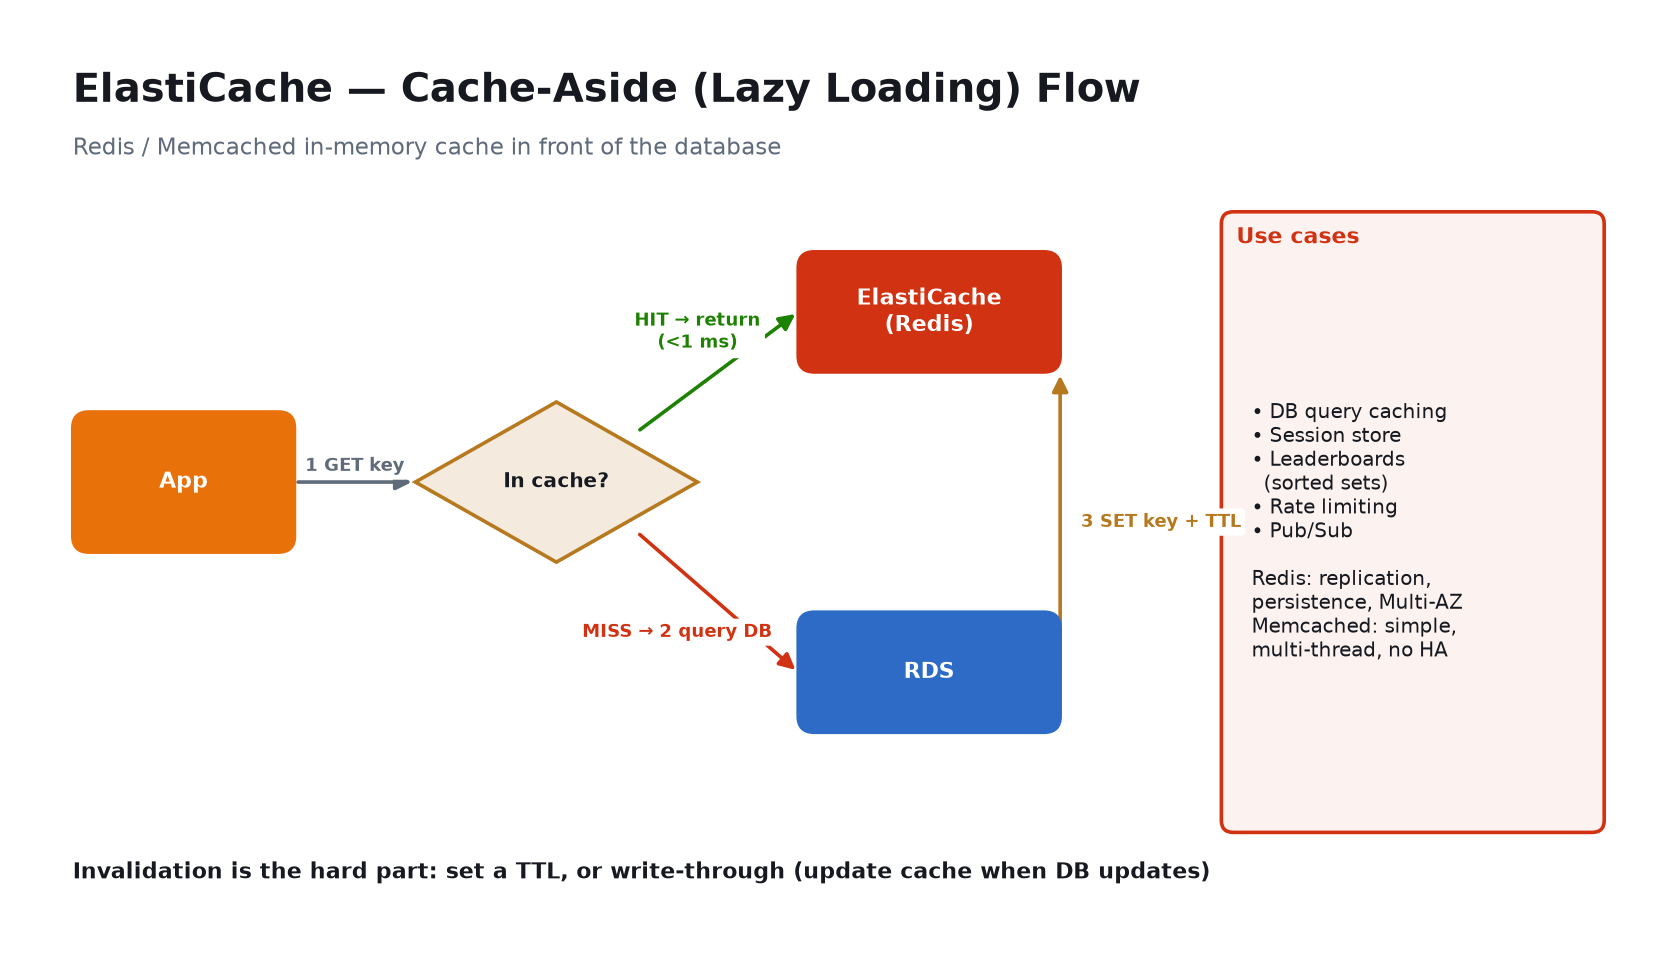 ElastiCache — Cache-Aside (Lazy Loading) Flow
Redis / Memcached in-memory cache in front of the database
App
1 GET key
In cache?
HIT → return
(<1 ms)
ElastiCache
(Redis)
MISS → 2 query DB
RDS
3 SET key + TTL
Use cases
• DB query caching
• Session store
• Leaderboards
(sorted sets)
• Rate limiting
• Pub/Sub
Redis: replication,
persistence, Multi-AZ
Memcached: simple,
multi-thread, no HA
Invalidation is the hard part: set a TTL, or write-through (update cache when DB updates)